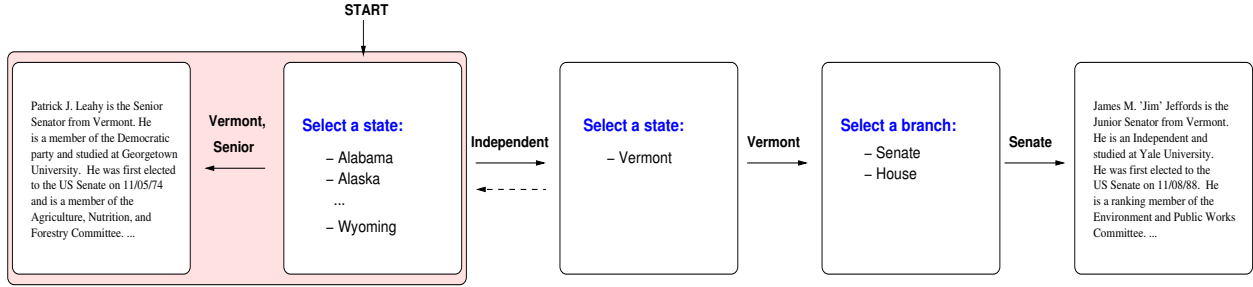 START
Patrick J. Leahy is the Senior
Senator from Vermont. He
is a member of the Democratic
party and studied at Georgetown
University. He was first elected
to the US Senate on 11/05/74
and is a member of the
Agriculture, Nutrition, and
Forestry Committee. ...
Vermont,
Senior
Select a state:
– Alabama
– Alaska
...
– Wyoming
Independent
Select a state:
– Vermont
Vermont
Select a branch:
– Senate
– House
Senate
James M. 'Jim' Jeffords is the
Junior Senator from Vermont.
He is an Independent and
studied at Yale University.
He was first elected to the
US Senate on 11/08/88. He
is a ranking member of the
Environment and Public Works
Committee. ...